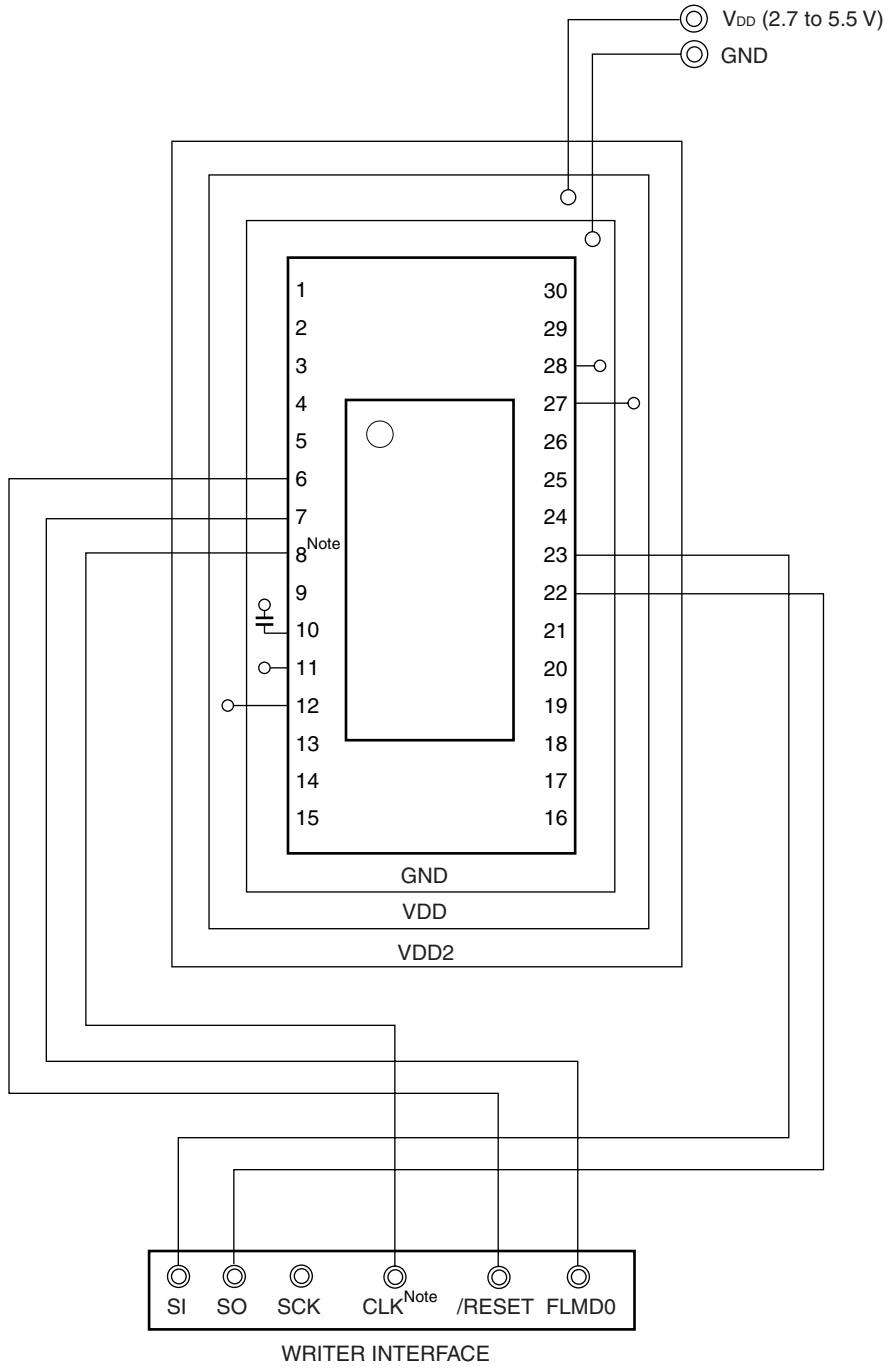 VDD (2.7 to 5.5 V)
GND
1 30
2 29
3 28
4 27
5 26
6 25
7 24
8Note 23
9 22
10 21
11 20
12 19
13 18
14 17
15 16
GND
VDD
VDD2
SI SO SCK CLKNote /RESET FLMD0
WRITER INTERFACE